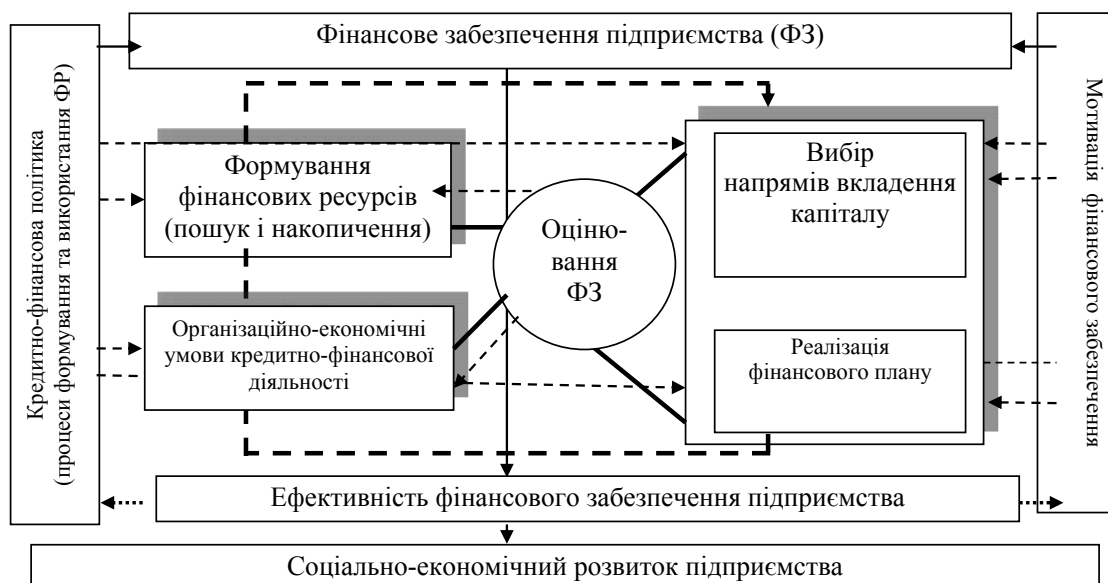 Фінансове забезпечення підприємства (ФЗ)
Кредитно-фінансова політика
(процеси формування та використання ФР)
Формування
фінансових ресурсів
(пошук і накопичення)
Організаційно-економічні
умови кредитно-фінансової
діяльності
Оціню-
вання
ФЗ
Вибір
напрямів вкладення
капіталу
Реалізація
фінансового плану
Мотивація фінансового забезпечення
Ефективність фінансового забезпечення підприємства
Соціально-економічний розвиток підприємства